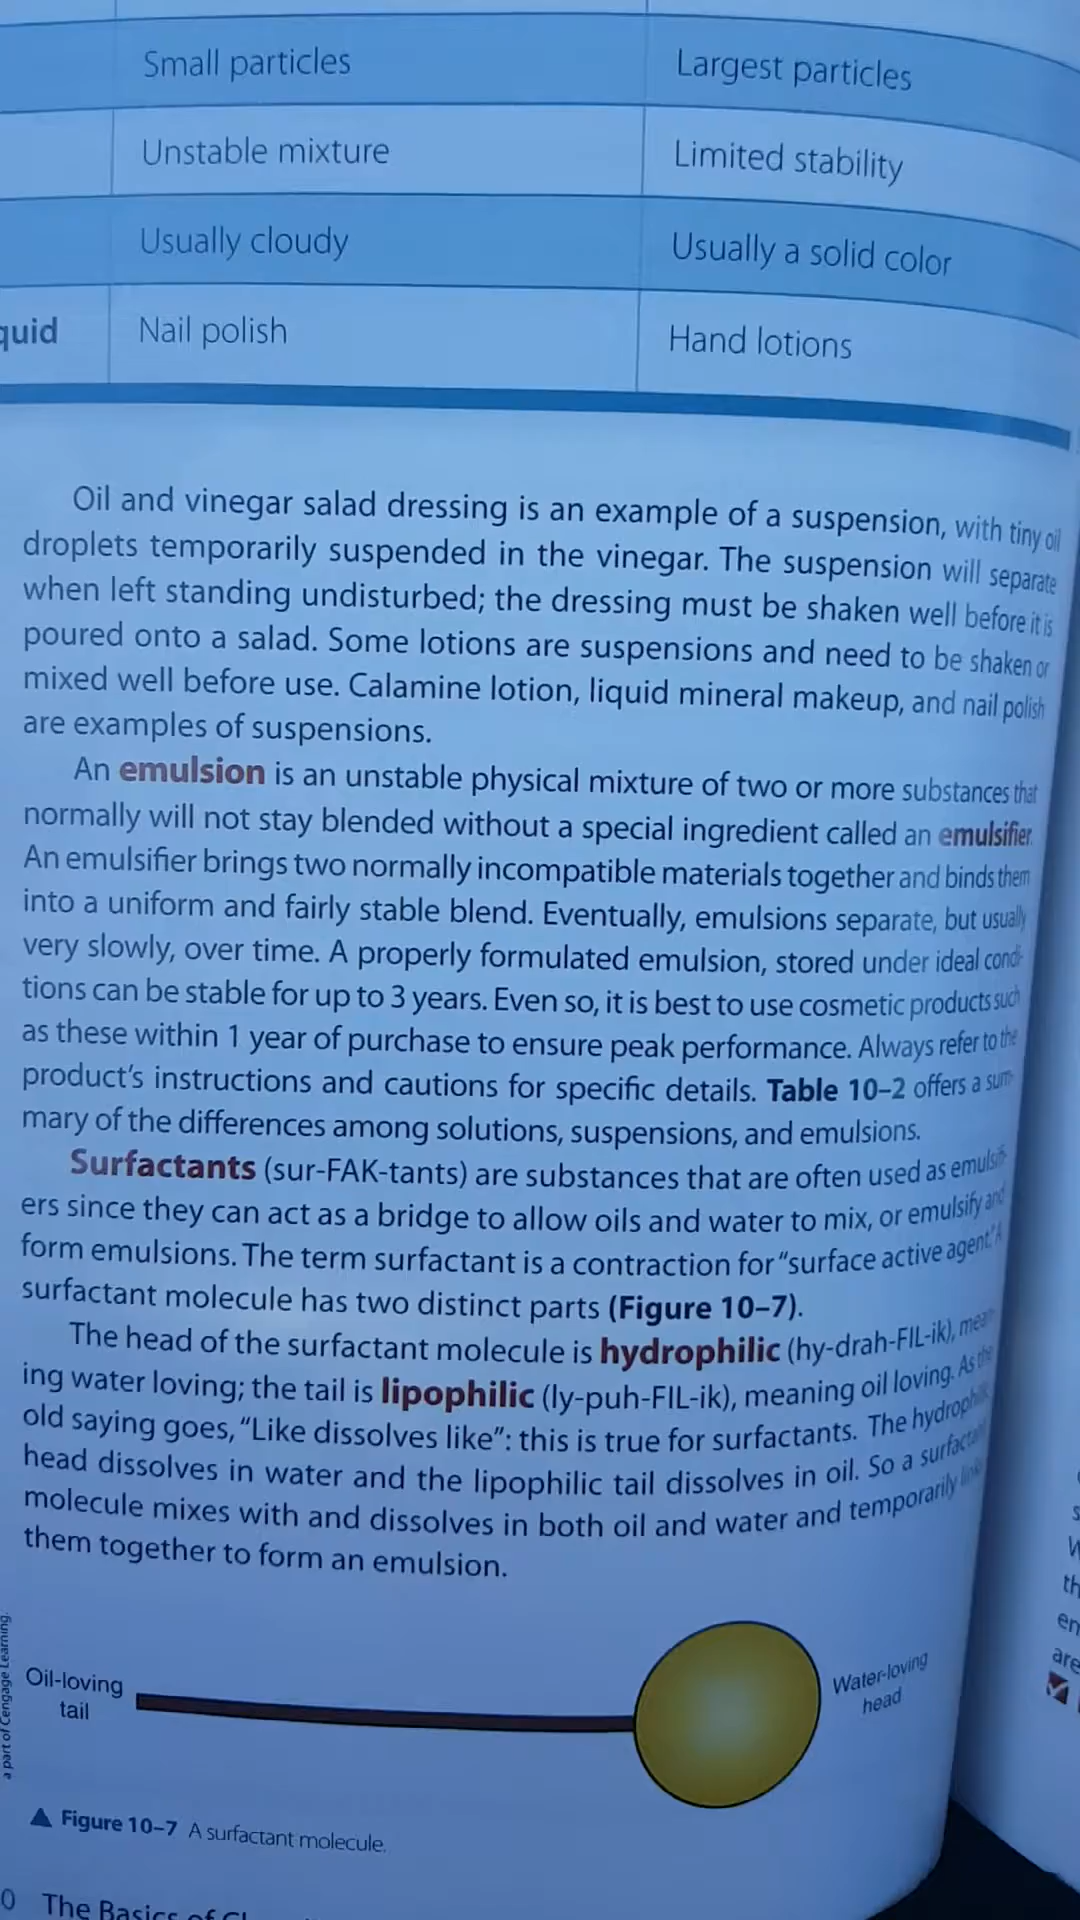 Small particles Largest particles
Unstable mixture Limited stability
Usually cloudy Usually a solid color
quid Nail polish Hand lotions
Oil and vinegar salad dressing is an example of a suspension, with tiny oil
droplets temporarily suspended in the vinegar. The suspension will separate
when left standing undisturbed; the dressing must be shaken well before it is
poured onto a salad. Some lotions are suspensions and need to be shaken or
mixed well before use. Calamine lotion, liquid mineral makeup, and nail polish
are examples of suspensions.
An emulsion is an unstable physical mixture of two or more substances that
normally will not stay blended without a special ingredient called an emulsifier.
An emulsifier brings two normally incompatible materials together and binds them
into a uniform and fairly stable blend. Eventually, emulsions separate, but usually
very slowly, over time. A properly formulated emulsion, stored under ideal condi-
tions can be stable for up to 3 years. Even so, it is best to use cosmetic products such
as these within 1 year of purchase to ensure peak performance. Always refer to the
product's instructions and cautions for specific details. Table 10–2 offers a sum-
mary of the differences among solutions, suspensions, and emulsions.
Surfactants (sur-FAK-tants) are substances that are often used as emulsifi-
ers since they can act as a bridge to allow oils and water to mix, or emulsify and
form emulsions. The term surfactant is a contraction for “surface active agent.” A
surfactant molecule has two distinct parts (Figure 10–7).
The head of the surfactant molecule is hydrophilic (hy-drah-FIL-ik), mean-
ing water loving; the tail is lipophilic (ly-puh-FIL-ik), meaning oil loving. As the
old saying goes, “Like dissolves like”: this is true for surfactants. The hydrophilic
head dissolves in water and the lipophilic tail dissolves in oil. So a surfactant
molecule mixes with and dissolves in both oil and water and temporarily links
them together to form an emulsion.
Oil-loving
tail
Water-loving
head
a part of Cengage Learning.
▲ Figure 10–7 A surfactant molecule.
0 The Basics of
th
en
are